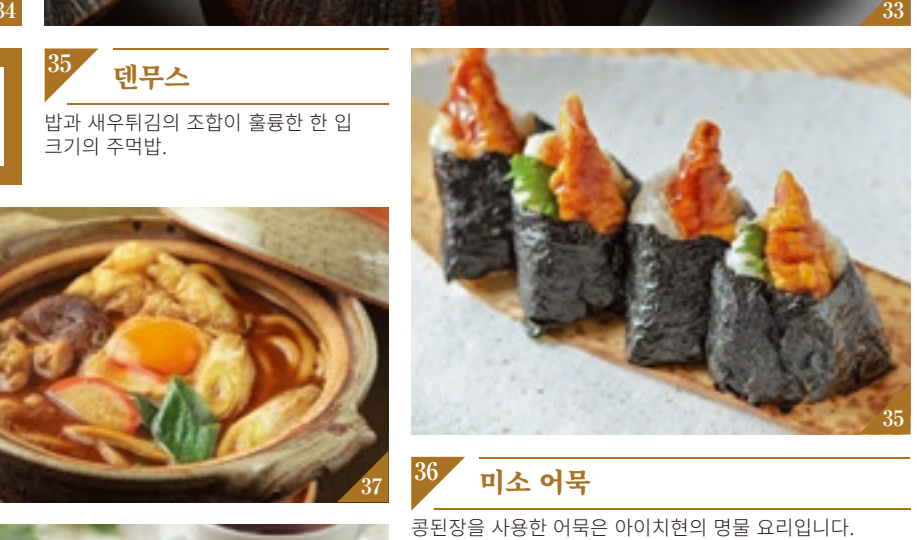 34
33
35
덴무스
밥과 새우튀김의 조합이 훌륭한 한 입
크기의 주먹밥.
37
35
36
미소 어묵
콩된장을 사용한 어묵은 아이치현의 명물 요리입니다.